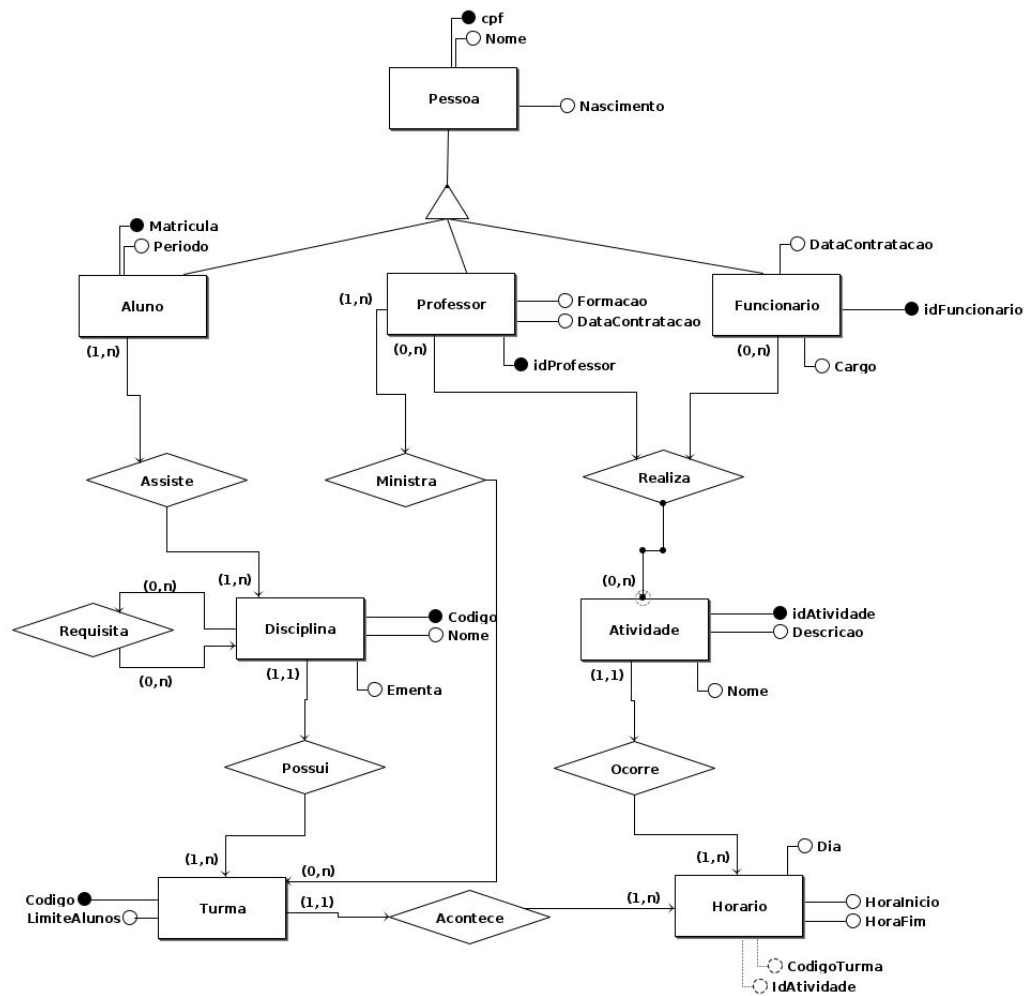 cpf
Nome
Pessoa
Nascimento
Matricula
Periodo
DataContratacao
Aluno
(1,n)
Professor
Formacao
DataContratacao
Funcionario
idFuncionario
(1,n)
(0,n)
idProfessor
(0,n)
Cargo
Assiste
Ministra
Realiza
(0,n)
(1,n)
(0,n)
Requisita
Disciplina
Codigo
Nome
Atividade
idAtividade
Descricao
(0,n)
(1,1)
Ementa
(1,1)
Nome
Possui
Ocorre
(1,n)
(0,n)
(1,n)
Dia
Codigo
LimiteAlunos
Turma
(1,1)
Acontece
(1,n)
Horario
HoraInicio
HoraFim
CodigoTurma
IdAtividade